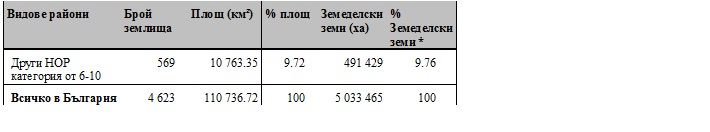 Видове райони Брой землища Площ (км²) % площ Земеделски земи (ха) % Земеделски земи *
Други НОР категория от 6-10 569 10 763.35 9.72 491 429 9.76
Всичко в България 4 623 110 736.72 100 5 033 465 100